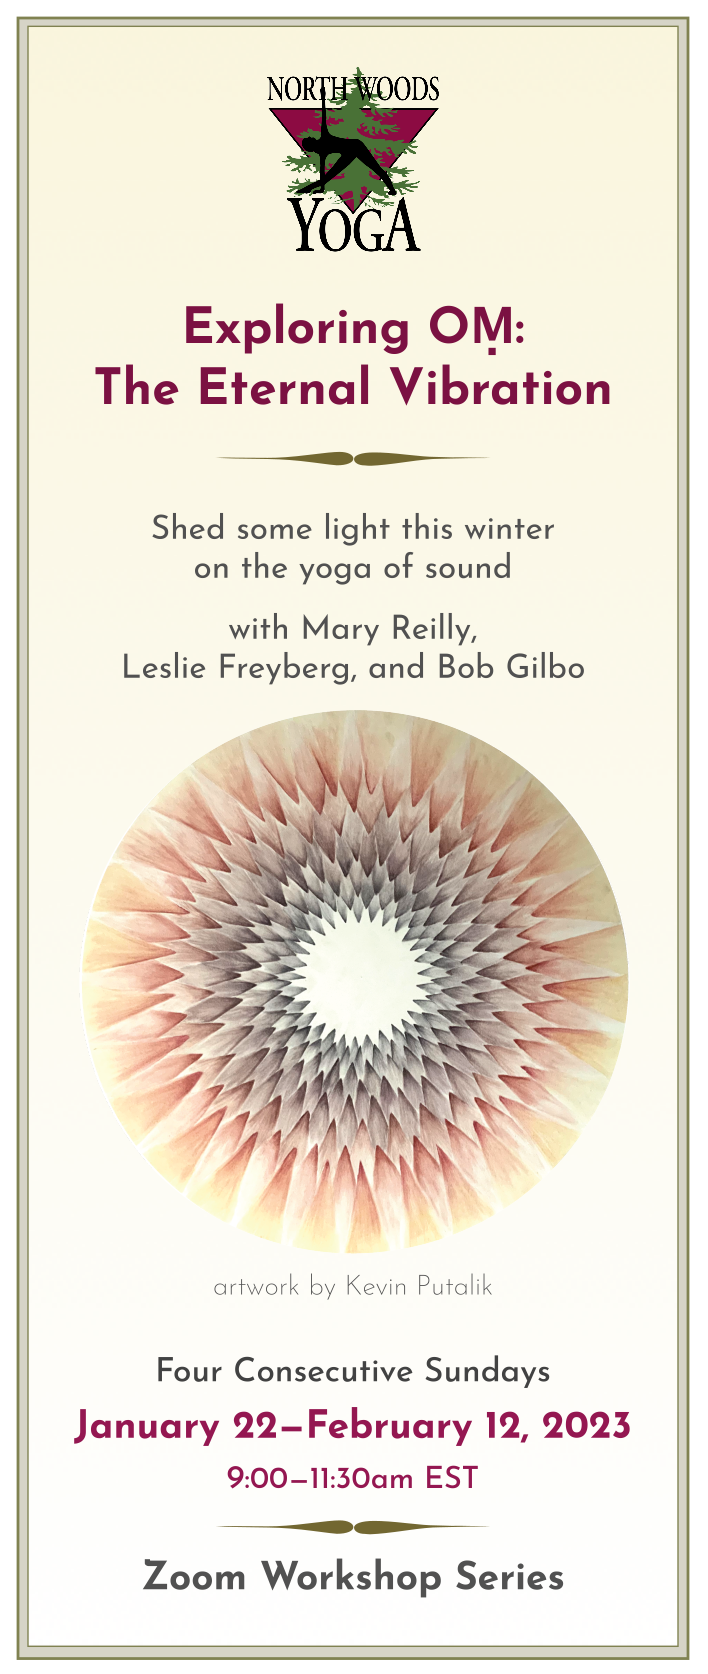 NORTH WOODS
YOGA
Exploring OṂ:
The Eternal Vibration
Shed some light this winter
on the yoga of sound
with Mary Reilly,
Leslie Freyberg, and Bob Gilbo
artwork by Kevin Putalik
Four Consecutive Sundays
January 22–February 12, 2023
9:00–11:30am EST
Zoom Workshop Series